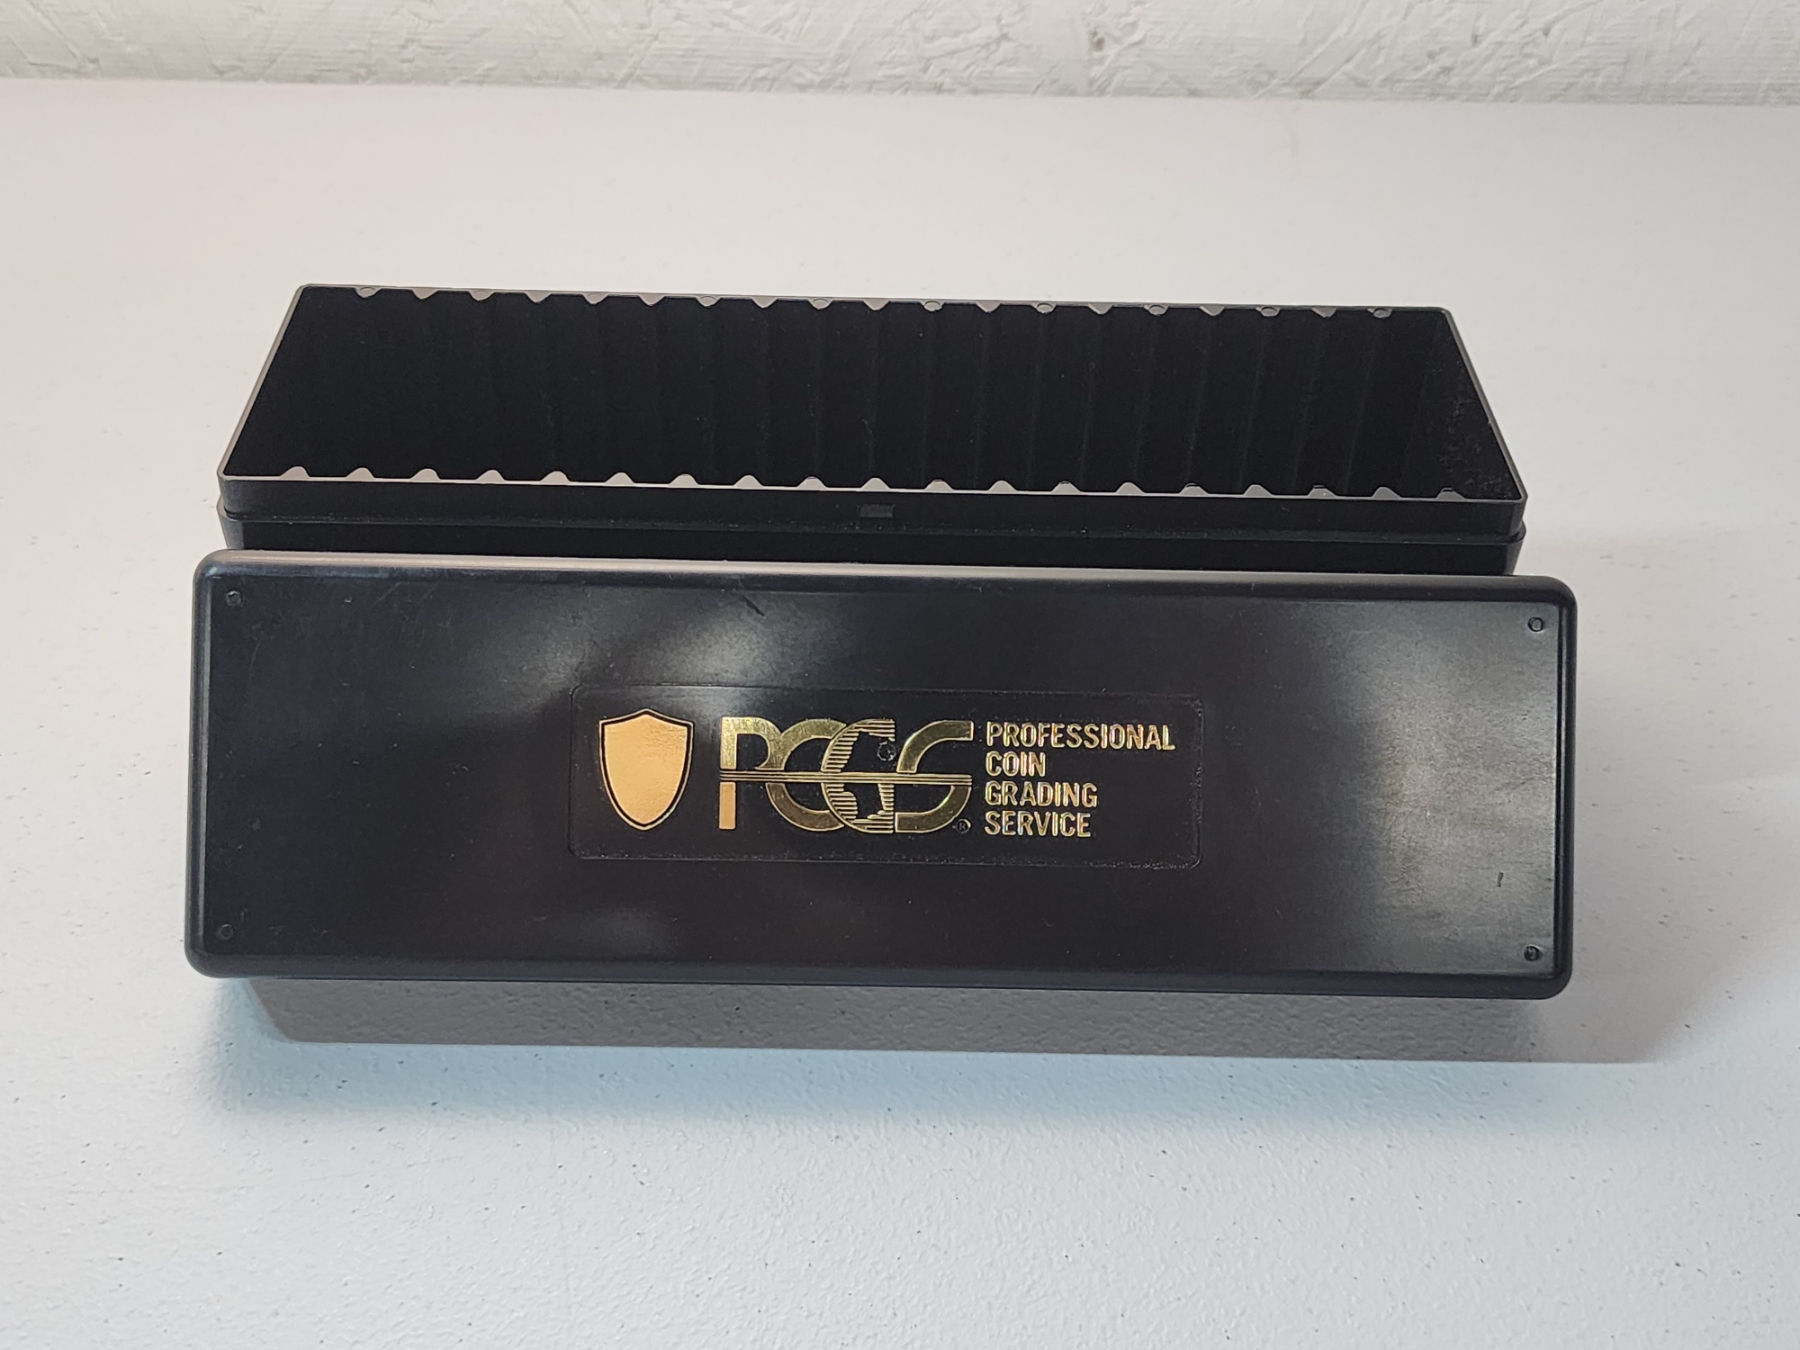 PCGS®
PROFESSIONAL
COIN
GRADING
SERVICE